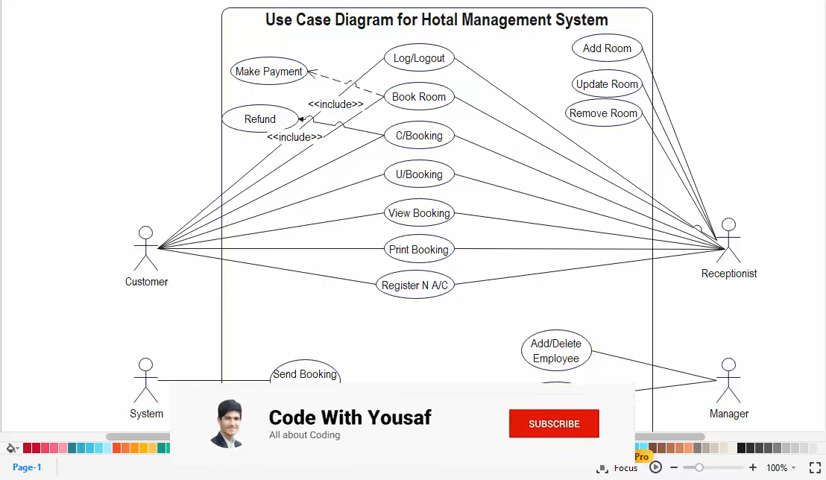 Use Case Diagram for Hotal Management System
Log/Logout
Add Room
Make Payment
Update Room
Book Room
<<include>>
Remove Room
Refund
C/Booking
<<include>>
U/Booking
View Booking
Print Booking
Customer
Receptionist
Register N A/C
Add/Delete
Employee
Send Booking
System
Manager
Code With Yousaf
All about Coding
SUBSCRIBE
Pro
Page-1
Focus
100%